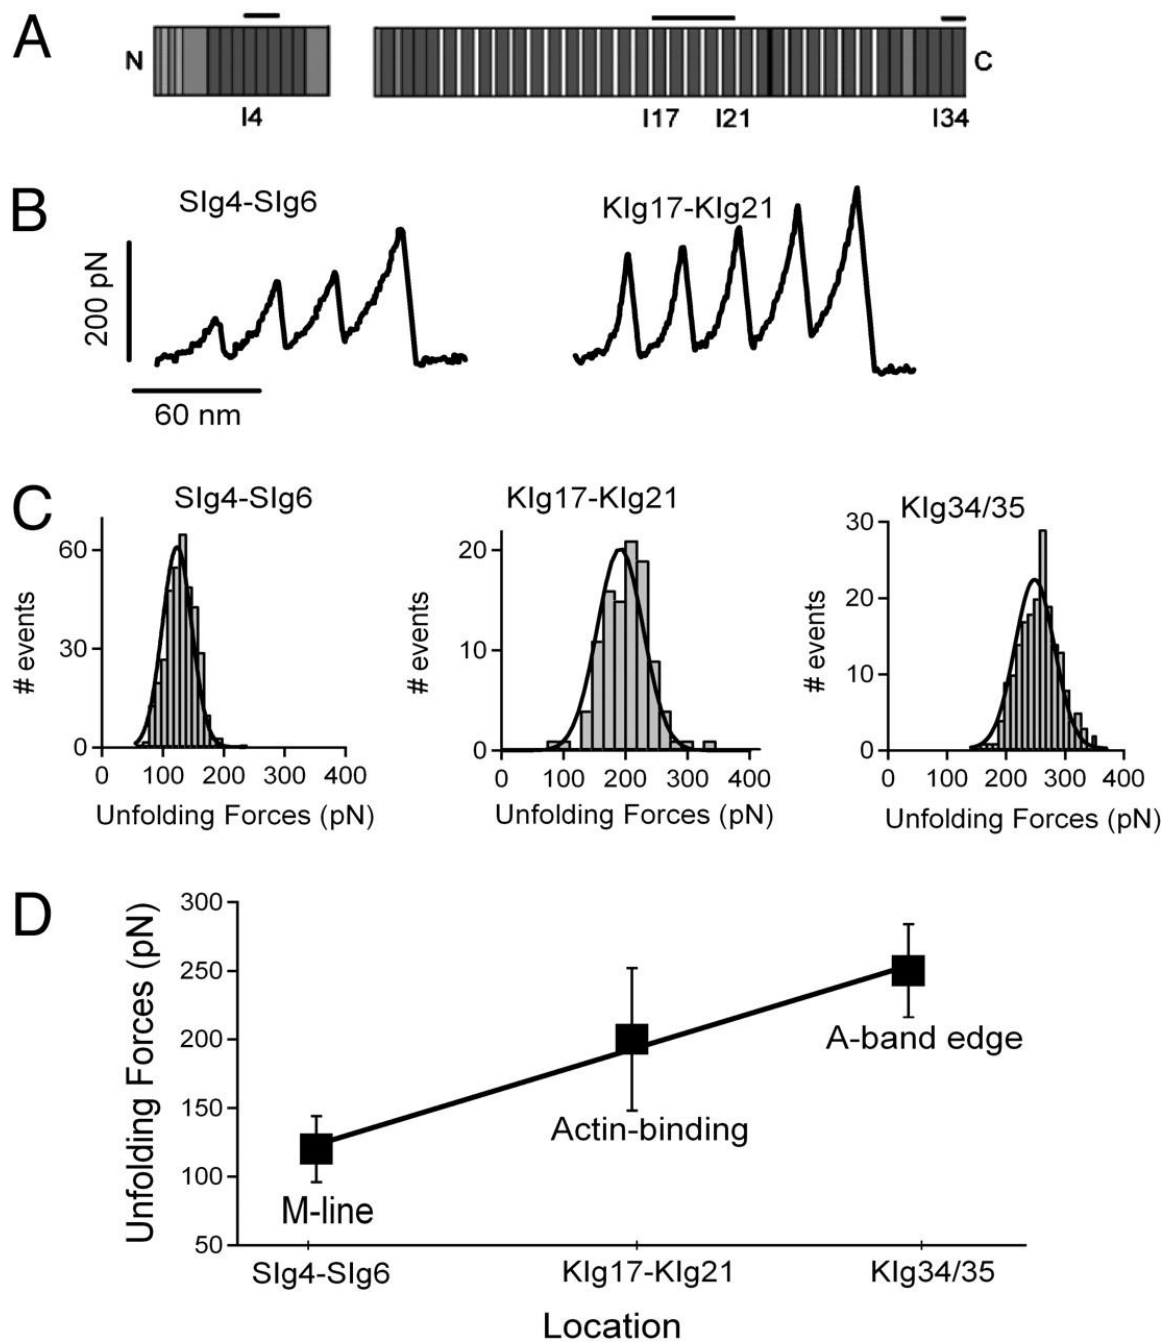 A
N
C
I4
I17
I21
I34
B
SIg4-SIg6
KIg17-KIg21
200 pN
60 nm
C
SIg4-SIg6
KIg17-KIg21
KIg34/35
# events
60
30
0
0 100 200 300 400
Unfolding Forces (pN)
# events
20
10
0
0 100 200 300 400
Unfolding Forces (pN)
# events
30
20
10
0
0 100 200 300 400
Unfolding Forces (pN)
D
Unfolding Forces (pN)
300
250
200
150
100
50
M-line
Actin-binding
A-band edge
SIg4-SIg6
KIg17-KIg21
KIg34/35
Location